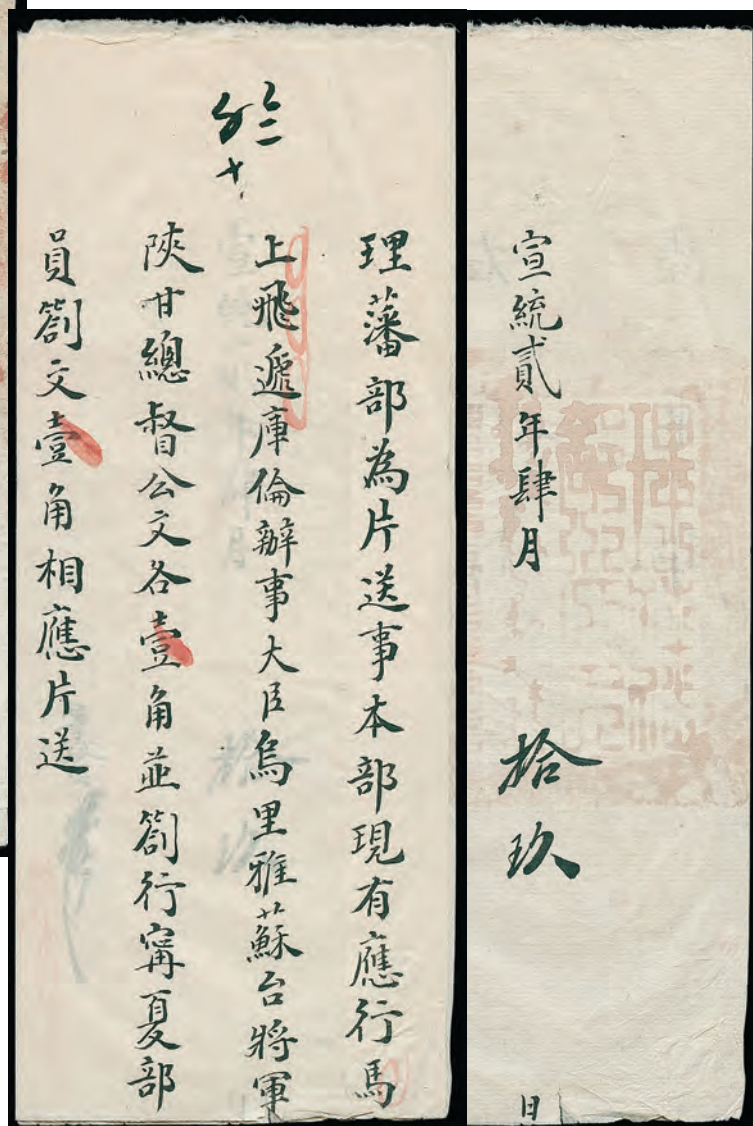 理藩部為片送事本部現有應行馬
上飛遞庫倫辦事大臣烏里雅蘇台將軍
陝甘總督公文各壹角並劄行甯夏部
員劄文壹角相應片送
宣統貳年肆月
拾玖
日